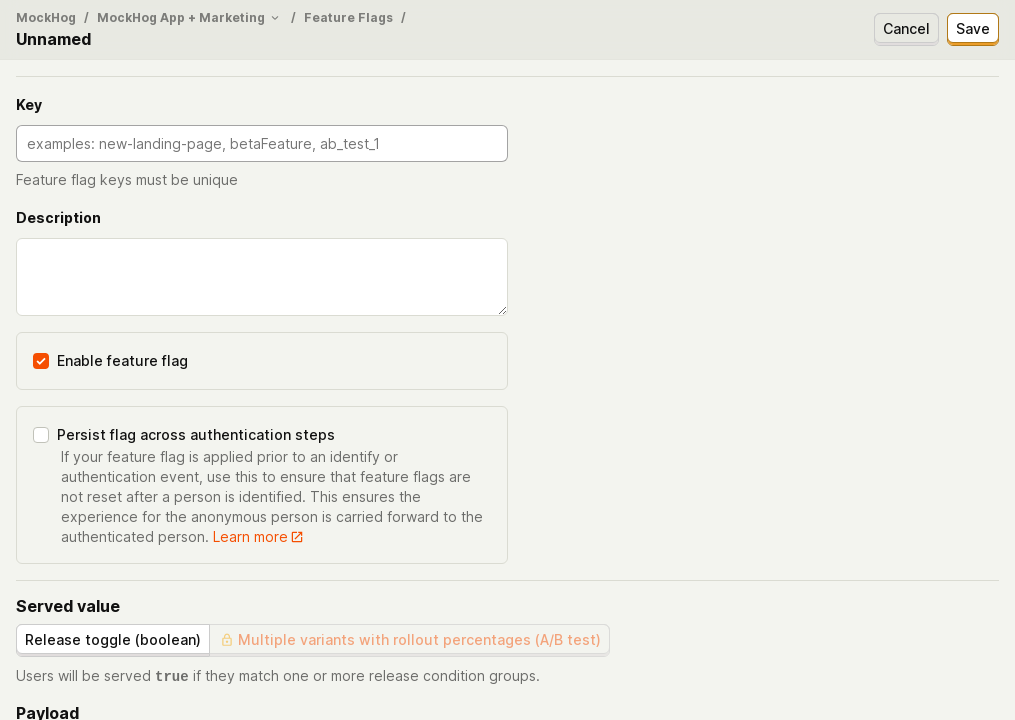 MockHog / MockHog App + Marketing / Feature Flags /
Unnamed
Cancel
Save
Key
examples: new-landing-page, betaFeature, ab_test_1
Feature flag keys must be unique
Description
Enable feature flag
Persist flag across authentication steps
If your feature flag is applied prior to an identify or
authentication event, use this to ensure that feature flags are
not reset after a person is identified. This ensures the
experience for the anonymous person is carried forward to the
authenticated person. Learn more
Served value
Release toggle (boolean)
Multiple variants with rollout percentages (A/B test)
Users will be served true if they match one or more release condition groups.
Payload